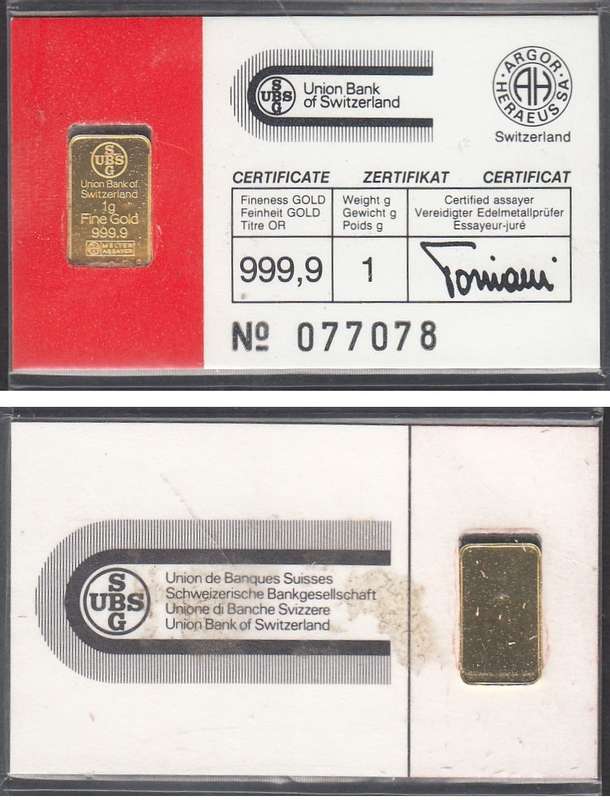 S
UBS
G
Union Bank of
Switzerland
1g
Fine Gold
999.9
MELTER
ASSAYER
S
UBS
G
Union Bank
of Switzerland
ARGOR·HERAEUS SA·
AH
Switzerland
CERTIFICATE ZERTIFIKAT CERTIFICAT
Fineness GOLD
Feinheit GOLD
Titre OR
Weight g
Gewicht g
Poids g
Certified assayer
Vereidigter Edelmetallprüfer
Essayeur-juré
999,9
1
Nº 077078
S
UBS
G
Union de Banques Suisses
Schweizerische Bankgesellschaft
Unione di Banche Svizzere
Union Bank of Switzerland